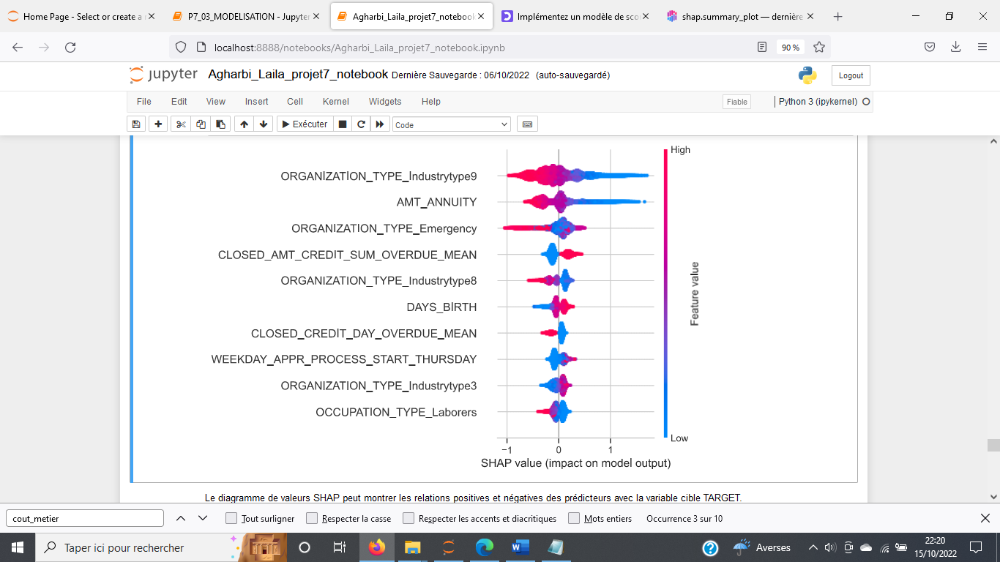 Home Page - Select or create a
P7_03_MODELISATION - Jupyter
Agharbi_Laila_projet7_notebook
Implémentez un modèle de sco
shap.summary_plot — dernière
localhost:8888/notebooks/Agharbi_Laila_projet7_notebook.ipynb
90 %
jupyter Agharbi_Laila_projet7_notebook Dernière Sauvegarde : 06/10/2022 (auto-sauvegardé)
Logout
File Edit View Insert Cell Kernel Widgets Help
Fiable
Python 3 (ipykernel)
Exécuter
Code
High
ORGANIZATION_TYPE_Industrytype9
AMT_ANNUITY
ORGANIZATION_TYPE_Emergency
CLOSED_AMT_CREDIT_SUM_OVERDUE_MEAN
ORGANIZATION_TYPE_Industrytype8
DAYS_BIRTH
CLOSED_CREDIT_DAY_OVERDUE_MEAN
WEEKDAY_APPR_PROCESS_START_THURSDAY
ORGANIZATION_TYPE_Industrytype3
OCCUPATION_TYPE_Laborers
Feature value
Low
−1 0 1
SHAP value (impact on model output)
Le diagramme de valeurs SHAP peut montrer les relations positives et négatives des prédicteurs avec la variable cible TARGET.
cout_metier
Tout surligner
Respecter la casse
Respecter les accents et diacritiques
Mots entiers
Occurrence 3 sur 10
Taper ici pour rechercher
Averses
22:20
15/10/2022